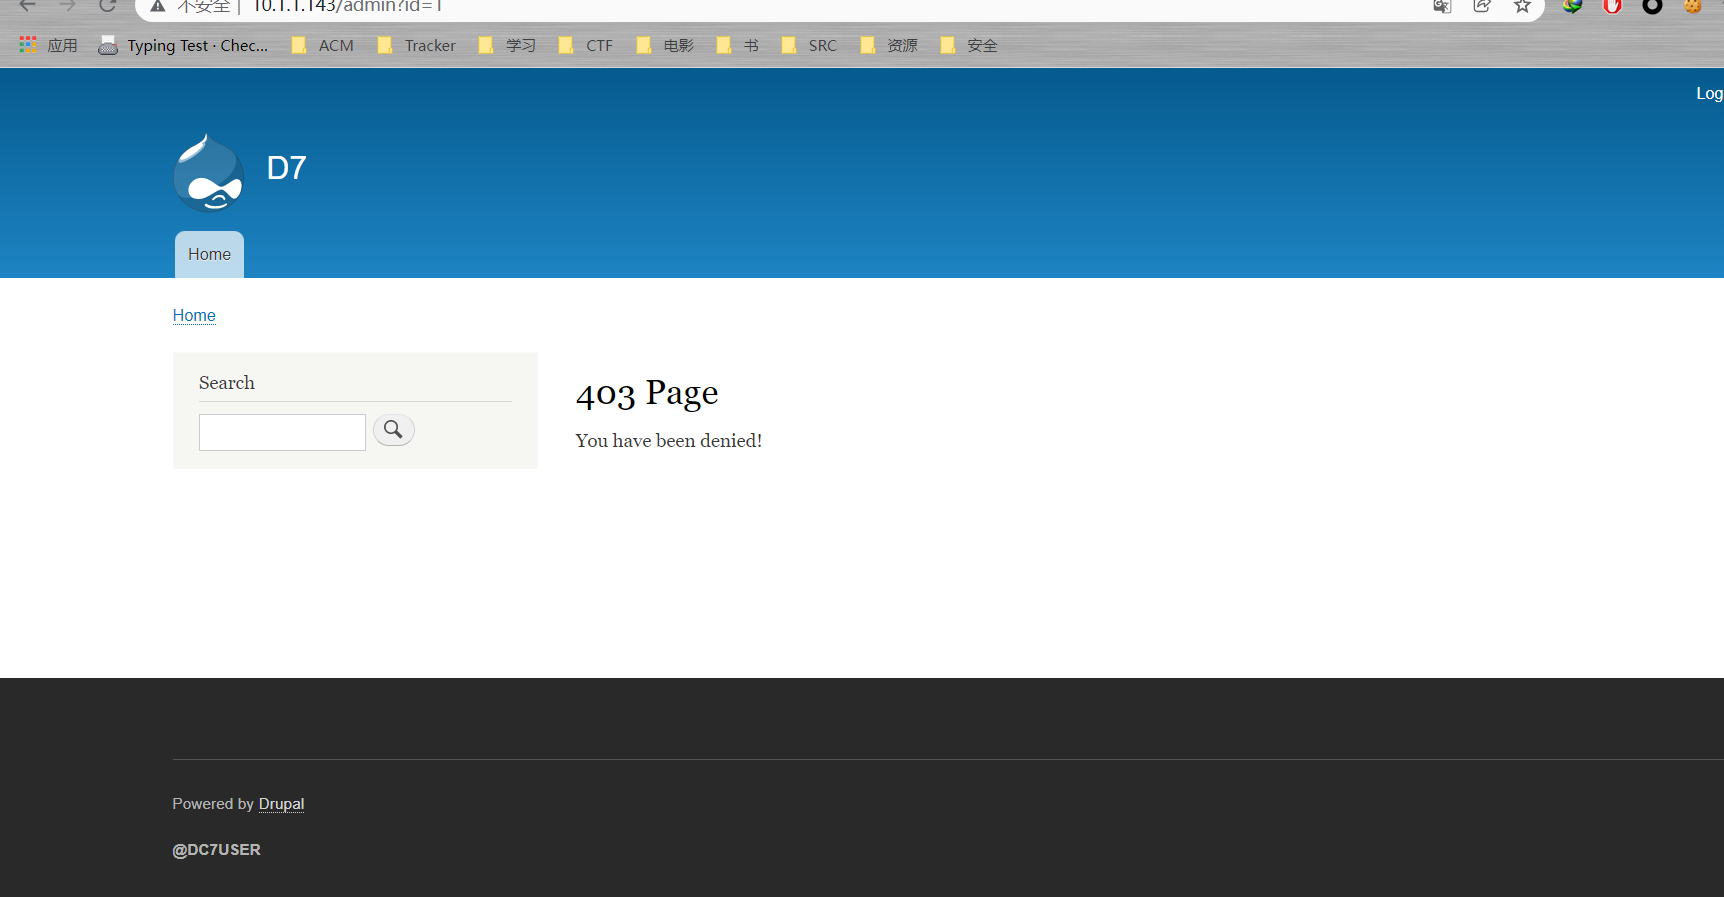 不安全 | 10.1.1.143/admin?id=1
应用 Typing Test · Chec... ACM Tracker 学习 CTF 电影 书 SRC 资源 安全
Log
D7
Home
Home
Search
403 Page
You have been denied!
Powered by Drupal
@DC7USER